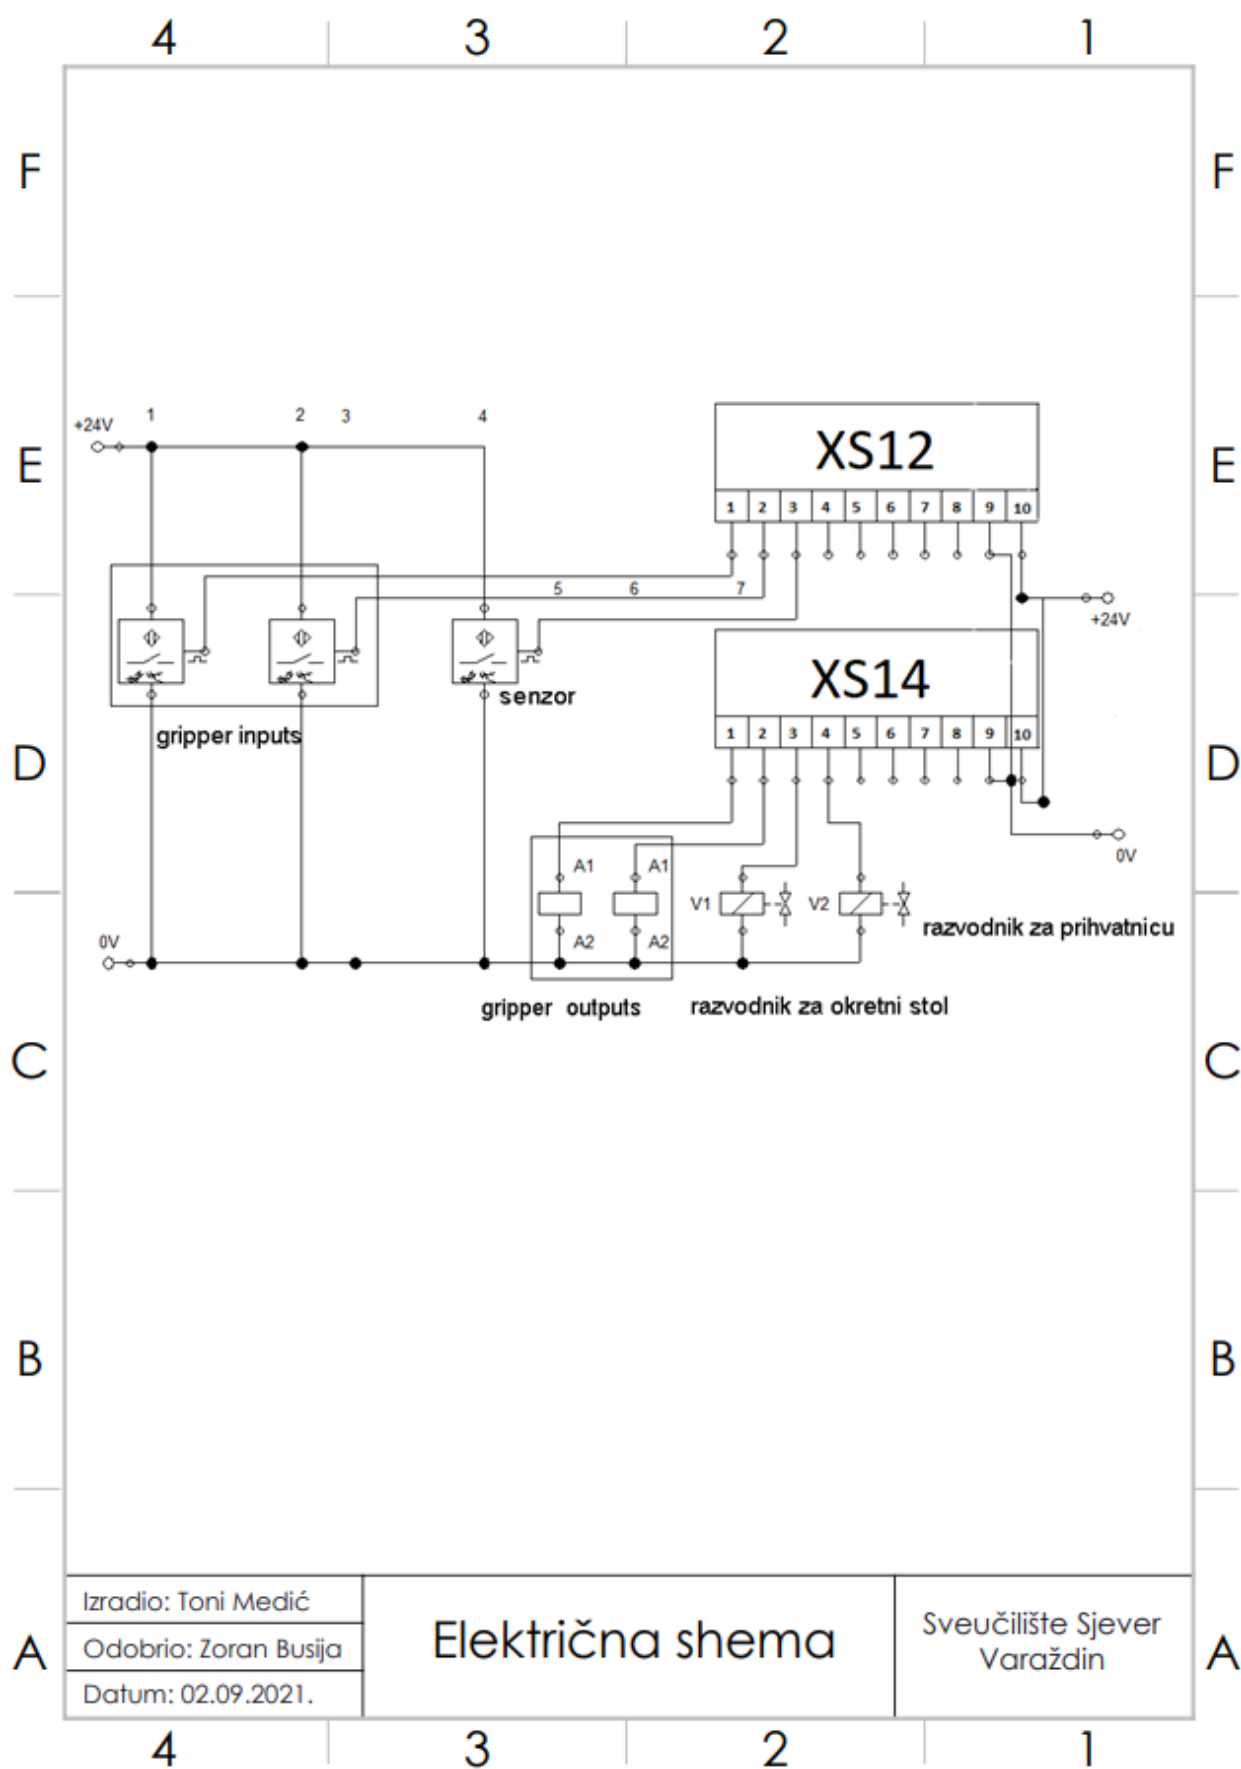 4 3 2 1
F F
E E
D D
C C
B B
A A
+24V
1 2 3 4
XS12
1 2 3 4 5 6 7 8 9 10
5 6 7
+24V
XS14
senzor
gripper inputs
1 2 3 4 5 6 7 8 9 10
0V
A1 A1
V1 V2
razvodnik za prihvatnicu
0V
A2 A2
gripper outputs
razvodnik za okretni stol
Izradio: Toni Medić
Odobrio: Zoran Busija
Datum: 02.09.2021.
Električna shema
Sveučilište Sjever
Varaždin
4 3 2 1